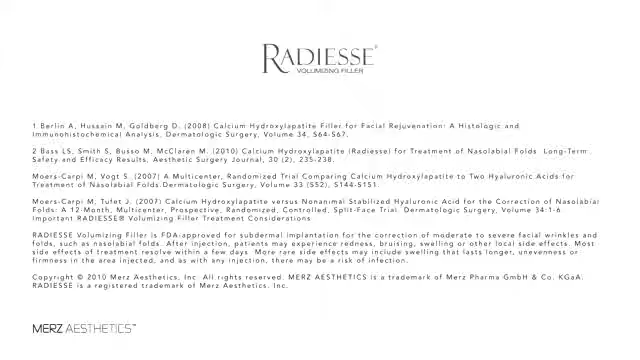 RADIESSE®
VOLUMIZING FILLER
1 Berlin A, Hussain M, Goldberg D. (2008) Calcium Hydroxylapatite Filler for Facial Rejuvenation: A Histologic and
Immunohistochemical Analysis, Dermatologic Surgery, Volume 34, S64-S67,
2 Bass LS, Smith S, Busso M, McClaren M. (2010) Calcium Hydroxylapatite (Radiesse) for Treatment of Nasolabial Folds: Long-Term
Safety and Efficacy Results, Aesthetic Surgery Journal, 30 (2), 235-238.
Moers-Carpi M, Vogt S. (2007) A Multicenter, Randomized Trial Comparing Calcium Hydroxylapatite to Two Hyaluronic Acids for
Treatment of Nasolabial Folds.Dermatologic Surgery, Volume 33 (S52), S144-S151.
Moers-Carpi M, Tufet J. (2007) Calcium Hydroxylapatite versus Nonanimal Stabilized Hyaluronic Acid for the Correction of Nasolabial
Folds: A 12-Month, Multicenter, Prospective, Randomized, Controlled, Split-Face Trial. Dermatologic Surgery, Volume 34:1-6
Important RADIESSE® Volumizing Filler Treatment Considerations
RADIESSE Volumizing Filler is FDA-approved for subdermal implantation for the correction of moderate to severe facial wrinkles and
folds, such as nasolabial folds. After injection, patients may experience redness, bruising, swelling or other local side effects. Most
side effects of treatment resolve within a few days. More rare side effects may include swelling that lasts longer, unevenness or
firmness in the area injected, and as with any injection, there may be a risk of infection.
Copyright © 2010 Merz Aesthetics, Inc. All rights reserved. MERZ AESTHETICS is a trademark of Merz Pharma GmbH & Co. KGaA.
RADIESSE is a registered trademark of Merz Aesthetics, Inc.
MERZ AESTHETICS™